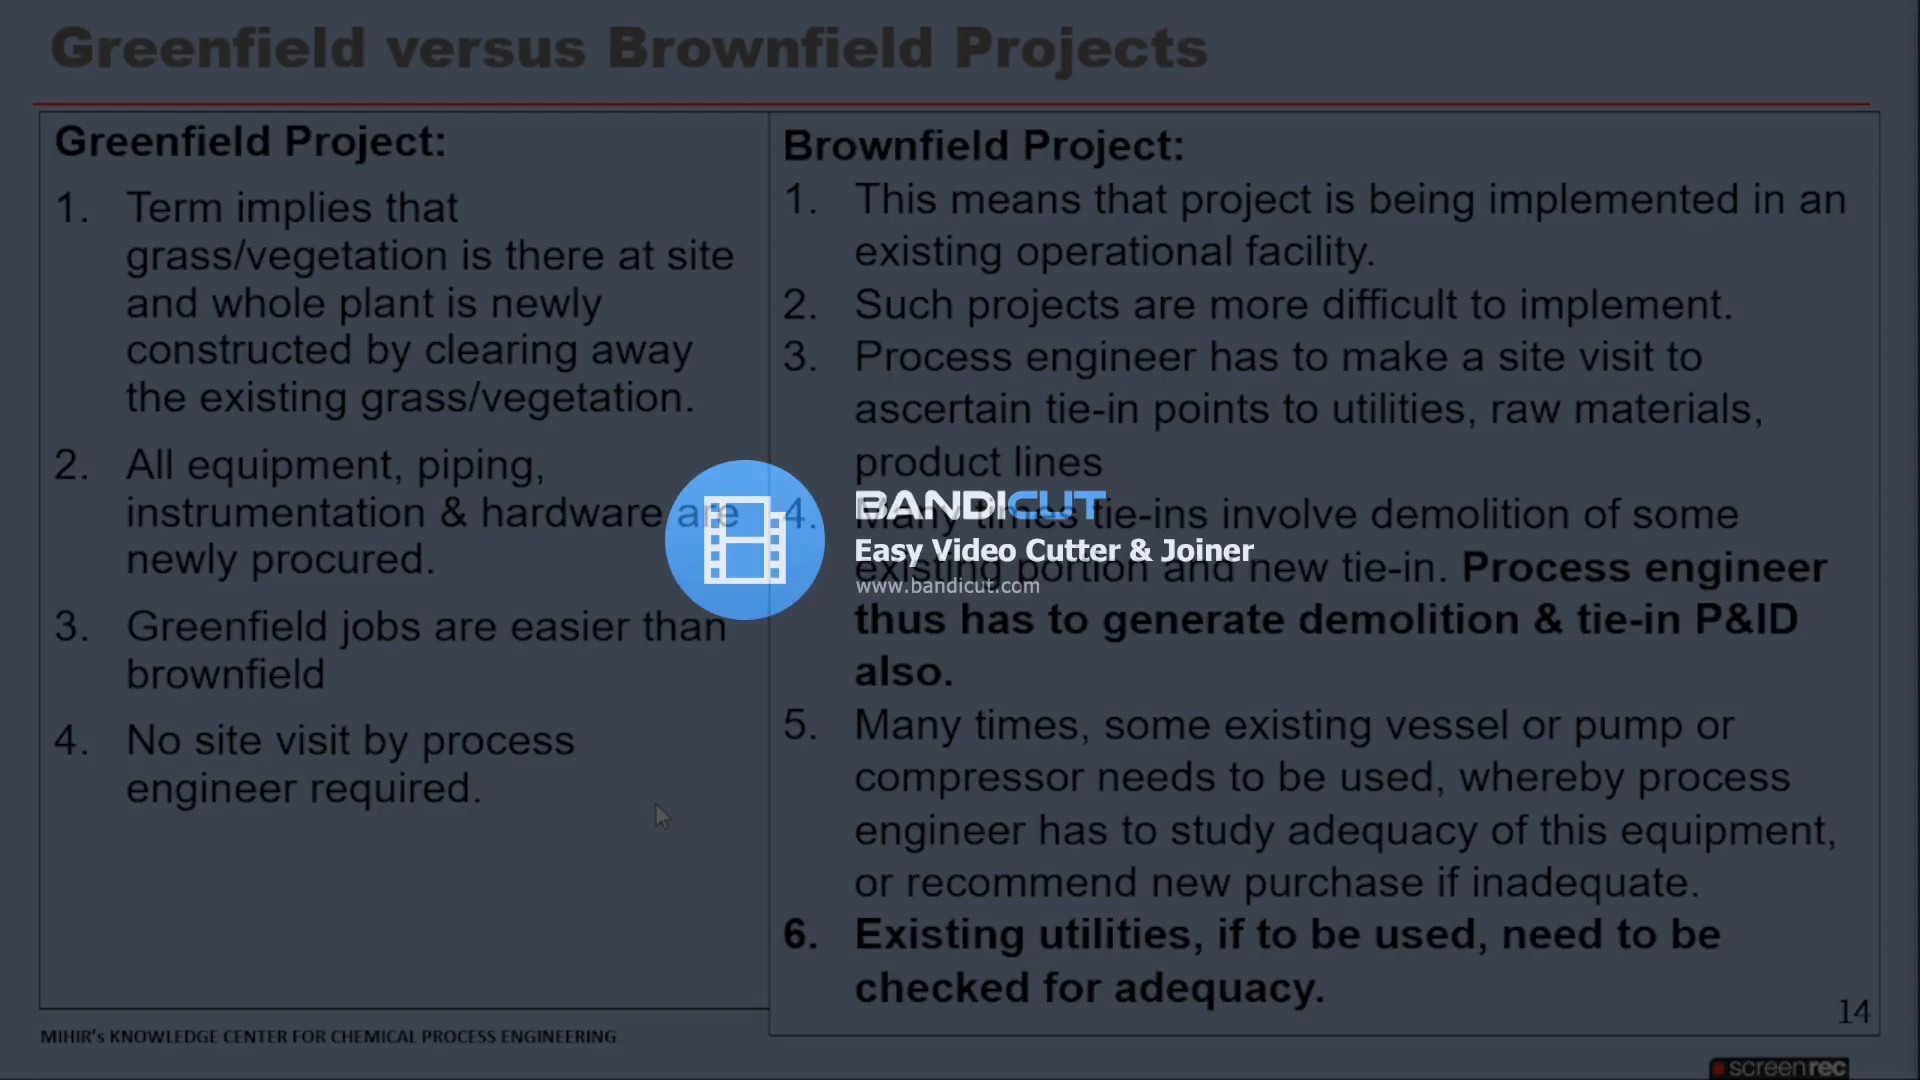 Greenfield versus Brownfield Projects
Greenfield Project:
1. Term implies that
grass/vegetation is there at site
and whole plant is newly
constructed by clearing away
the existing grass/vegetation.
2. All equipment, piping,
instrumentation & hardware are
newly procured.
3. Greenfield jobs are easier than
brownfield
4. No site visit by process
engineer required.
Brownfield Project:
1. This means that project is being implemented in an
existing operational facility.
2. Such projects are more difficult to implement.
3. Process engineer has to make a site visit to
ascertain tie-in points to utilities, raw materials,
product lines
4. Many times tie-ins involve demolition of some
existing portion and new tie-in. Process engineer
thus has to generate demolition & tie-in P&ID
also.
5. Many times, some existing vessel or pump or
compressor needs to be used, whereby process
engineer has to study adequacy of this equipment,
or recommend new purchase if inadequate.
6. Existing utilities, if to be used, need to be
checked for adequacy.
BANDICUT
Easy Video Cutter & Joiner
www.bandicut.com
14
MIHIR's KNOWLEDGE CENTER FOR CHEMICAL PROCESS ENGINEERING
screenrec